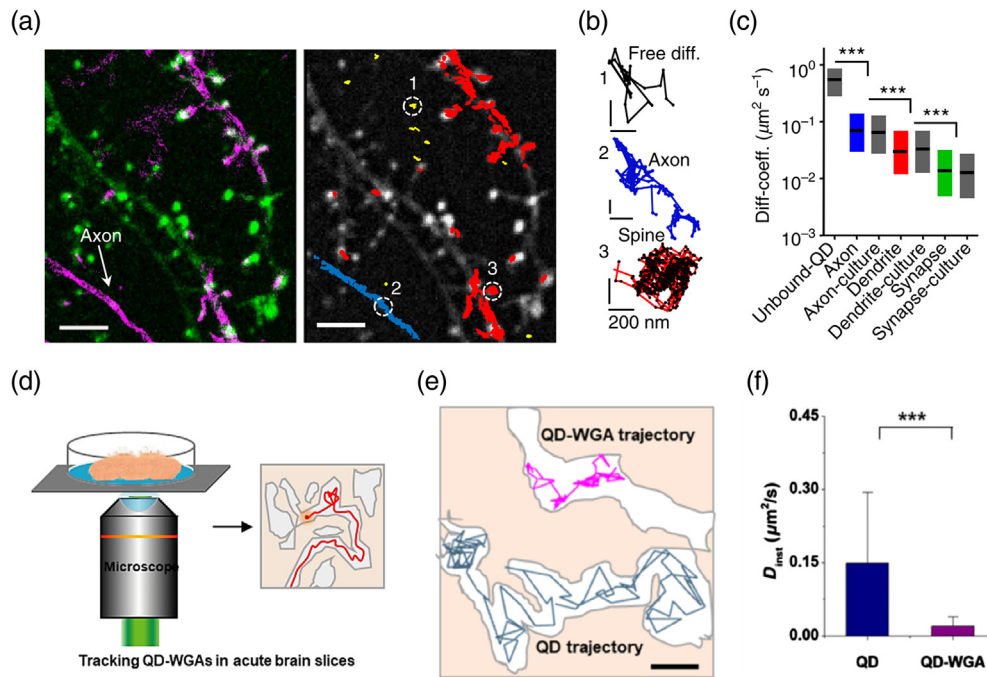 (a)
Axon
1
2
3
(b)
Free diff.
1
2
Axon
Spine
3
200 nm
(c)
Diff-coeff. (μm² s⁻¹)
10⁰
10⁻¹
10⁻²
10⁻³
***
***
***
Unbound-QD
Axon
Axon-culture
Dendrite
Dendrite-culture
Synapse
Synapse-culture
(d)
Microscope
Tracking QD-WGAs in acute brain slices
(e)
QD-WGA trajectory
QD trajectory
(f)
D inst (μm²/s)
0.45
0.30
0.15
0.00
***
QD
QD-WGA